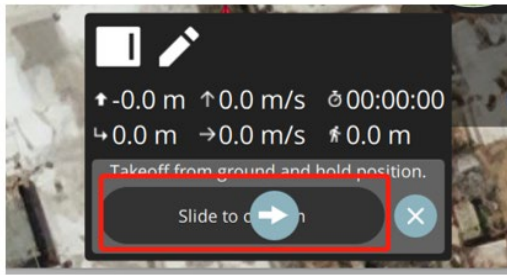 -0.0 m 0.0 m/s 00:00:00
0.0 m 0.0 m/s 0.0 m
Takeoff from ground and hold position.
Slide to